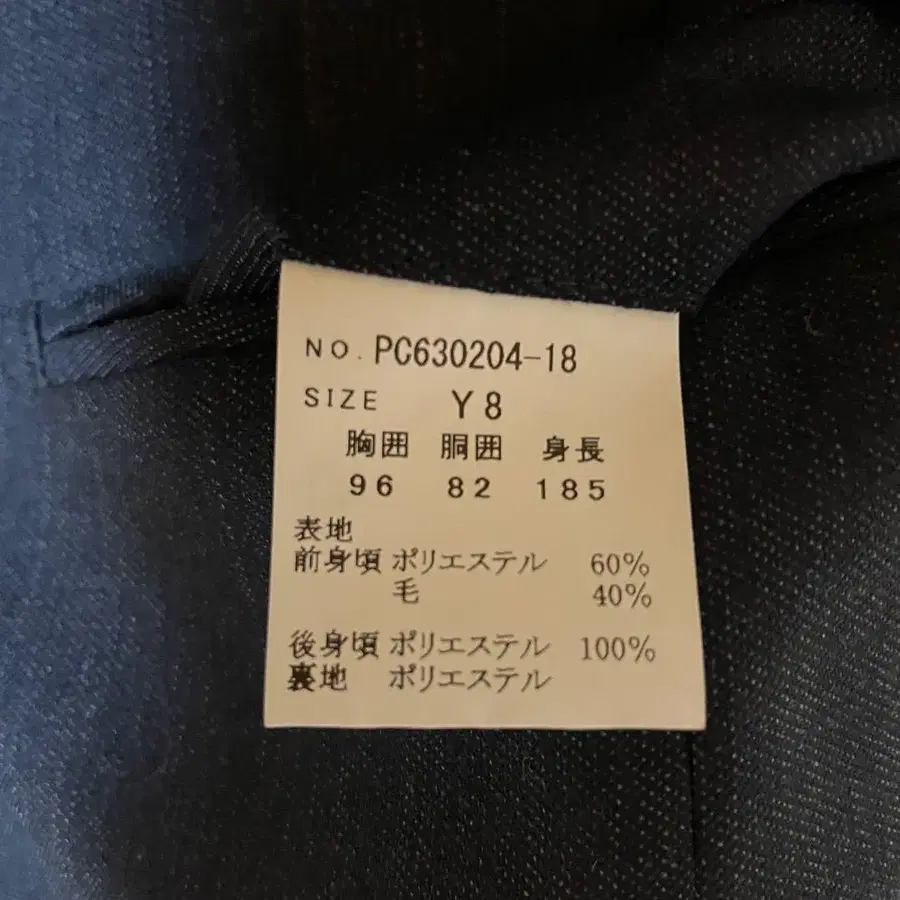 NO. PC630204-18
SIZE Y8
胸囲 胴囲 身長
96 82 185
表地
前身頃 ポリエステル 60%
毛 40%
後身頃 ポリエステル 100%
裏地 ポリエステル